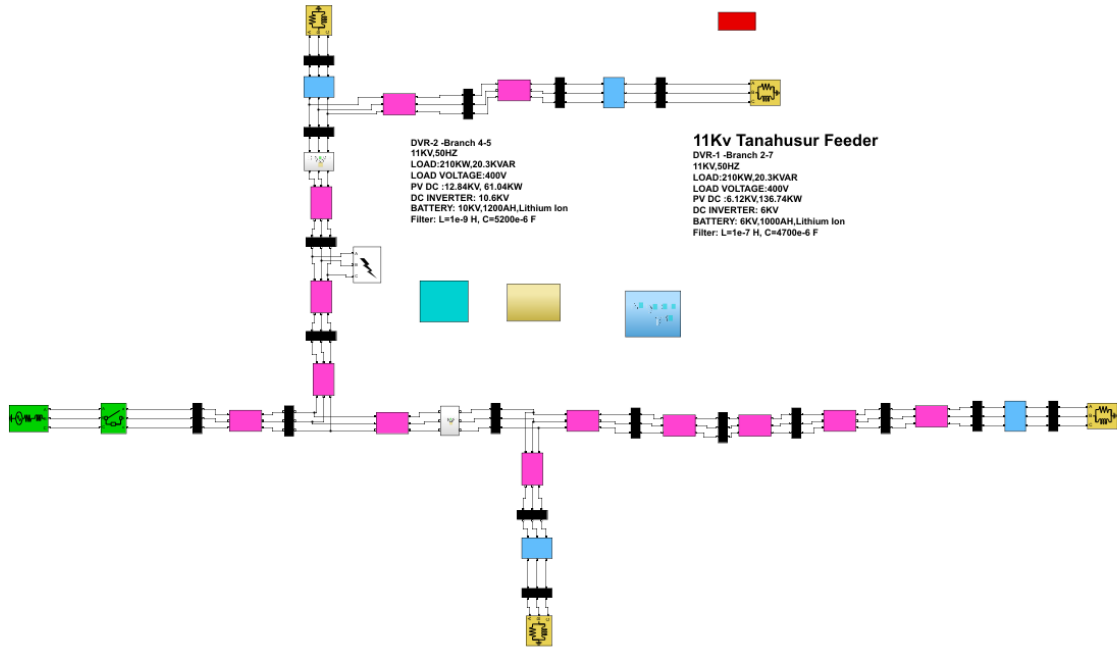 DVR-2 -Branch 4-5
11KV,50HZ
LOAD:210KW,20.3KVAR
LOAD VOLTAGE:400V
PV DC :12.84KV, 61.04KW
DC INVERTER: 10.6KV
BATTERY: 10KV,1200AH,Lithium Ion
Filter: L=1e-9 H, C=5200e-6 F
11Kv Tanahusur Feeder
DVR-1 -Branch 2-7
11KV,50HZ
LOAD:210KW,20.3KVAR
LOAD VOLTAGE:400V
PV DC :6.12KV,136.74KW
DC INVERTER: 6KV
BATTERY: 6KV,1000AH,Lithium Ion
Filter: L=1e-7 H, C=4700e-6 F